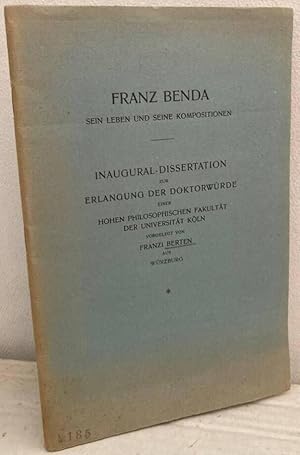 FRANZ BENDA
SEIN LEBEN UND SEINE KOMPOSITIONEN
INAUGURAL-DISSERTATION
ZUR
ERLANGUNG DER DOKTORWÜRDE
EINER
HOHEN PHILOSOPHISCHEN FAKULTÄT
DER UNIVERSITÄT KÖLN
VORGELEGT VON
FRANZI BERTEN
AUS
WÜRZBURG
*
4185